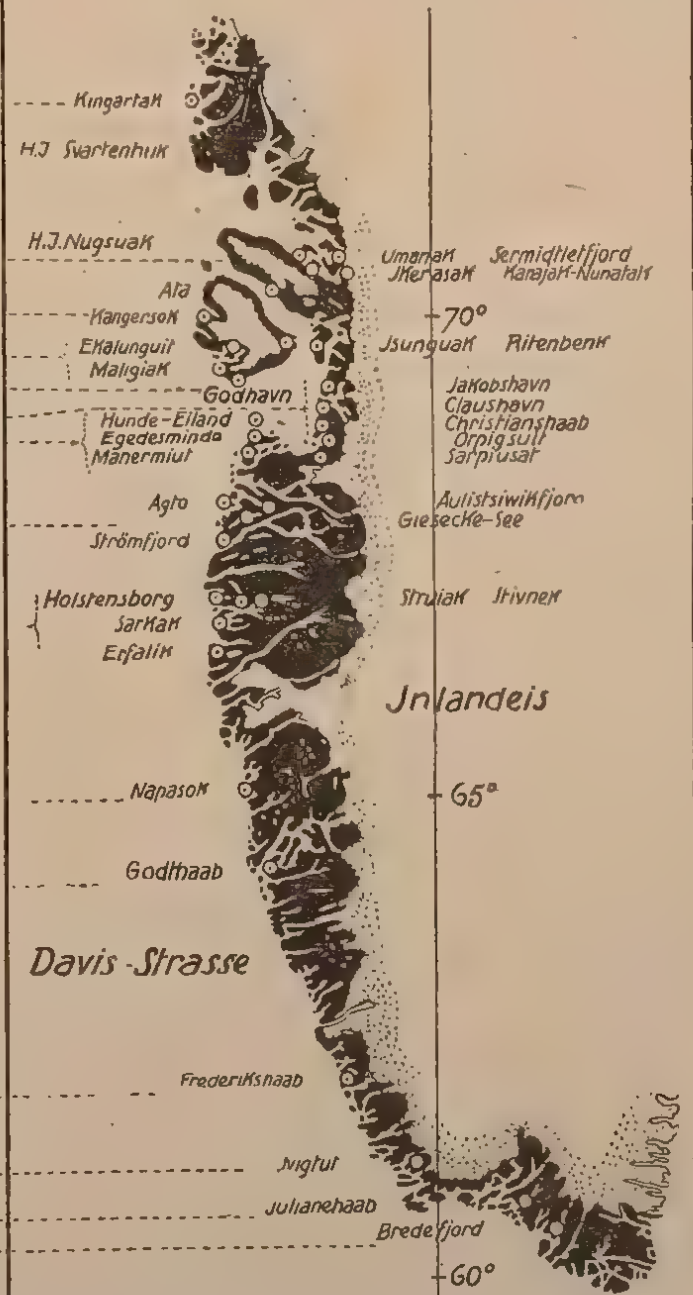 Kingartak
H.J Svartenhuk
H.J.Nugsuak
Umanak Sermidtletfjord
Jkerasak Karajak-Nunatak
Ata
Kangersok
70°
Ekalunguit
Jsunguak Ritenbenk
Maligiak
Godhavn
Jakobshavn
Claushavn
Hunde-Eiland
Christianshaab
Egedesminde
Orpigsuit
Manermiut
Sarpiusat
Agto
Aulistsiwikfjord
Giesecke-See
Strömfjord
Holstensborg
Struiak Itivnek
Sarkak
Erfalik
Jnlandeis
Napasok
65°
Godthaab
Davis-Strasse
Frederikshaab
Jvigtut
Julianehaab
Bredefjord
60°